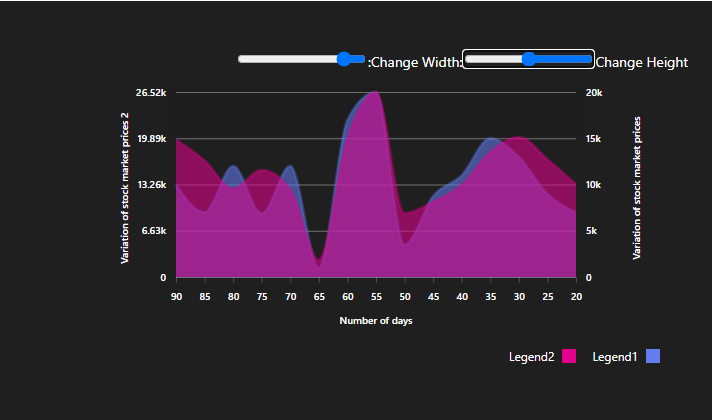 :Change Width: Change Height
Variation of stock market prices 2
26.52k
19.89k
13.26k
6.63k
0
20k
15k
10k
5k
0
Variation of stock market prices
90 85 80 75 70 65 60 55 50 45 40 35 30 25 20
Number of days
Legend2 Legend1